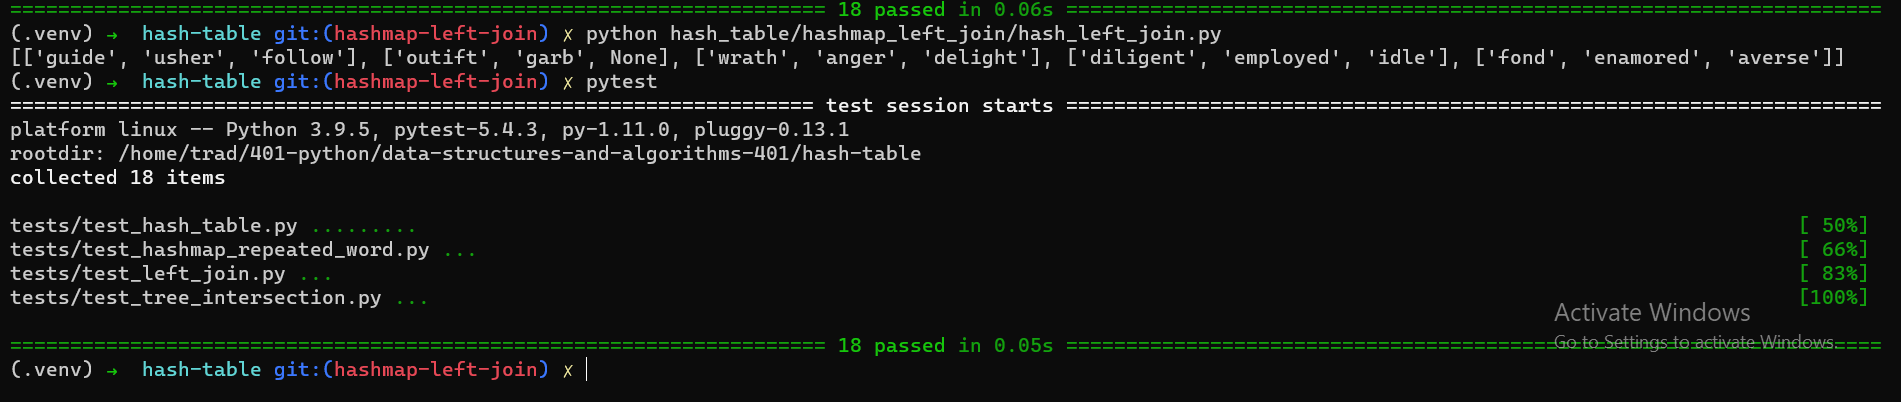 ==================================================================== 18 passed in 0.06s ====================================================================
(.venv) → hash-table git:(hashmap-left-join) ✗ python hash_table/hashmap_left_join/hash_left_join.py
[['guide', 'usher', 'follow'], ['outift', 'garb', None], ['wrath', 'anger', 'delight'], ['diligent', 'employed', 'idle'], ['fond', 'enamored', 'averse']]
(.venv) → hash-table git:(hashmap-left-join) ✗ pytest
=================================================================== test session starts ====================================================================
platform linux -- Python 3.9.5, pytest-5.4.3, py-1.11.0, pluggy-0.13.1
rootdir: /home/trad/401-python/data-structures-and-algorithms-401/hash-table
collected 18 items
tests/test_hash_table.py ......... [ 50%]
tests/test_hashmap_repeated_word.py ... [ 66%]
tests/test_left_join.py ... [ 83%]
tests/test_tree_intersection.py ... [100%]
Activate Windows
Go to Settings to activate Windows.
==================================================================== 18 passed in 0.05s ====================================================================
(.venv) → hash-table git:(hashmap-left-join) ✗